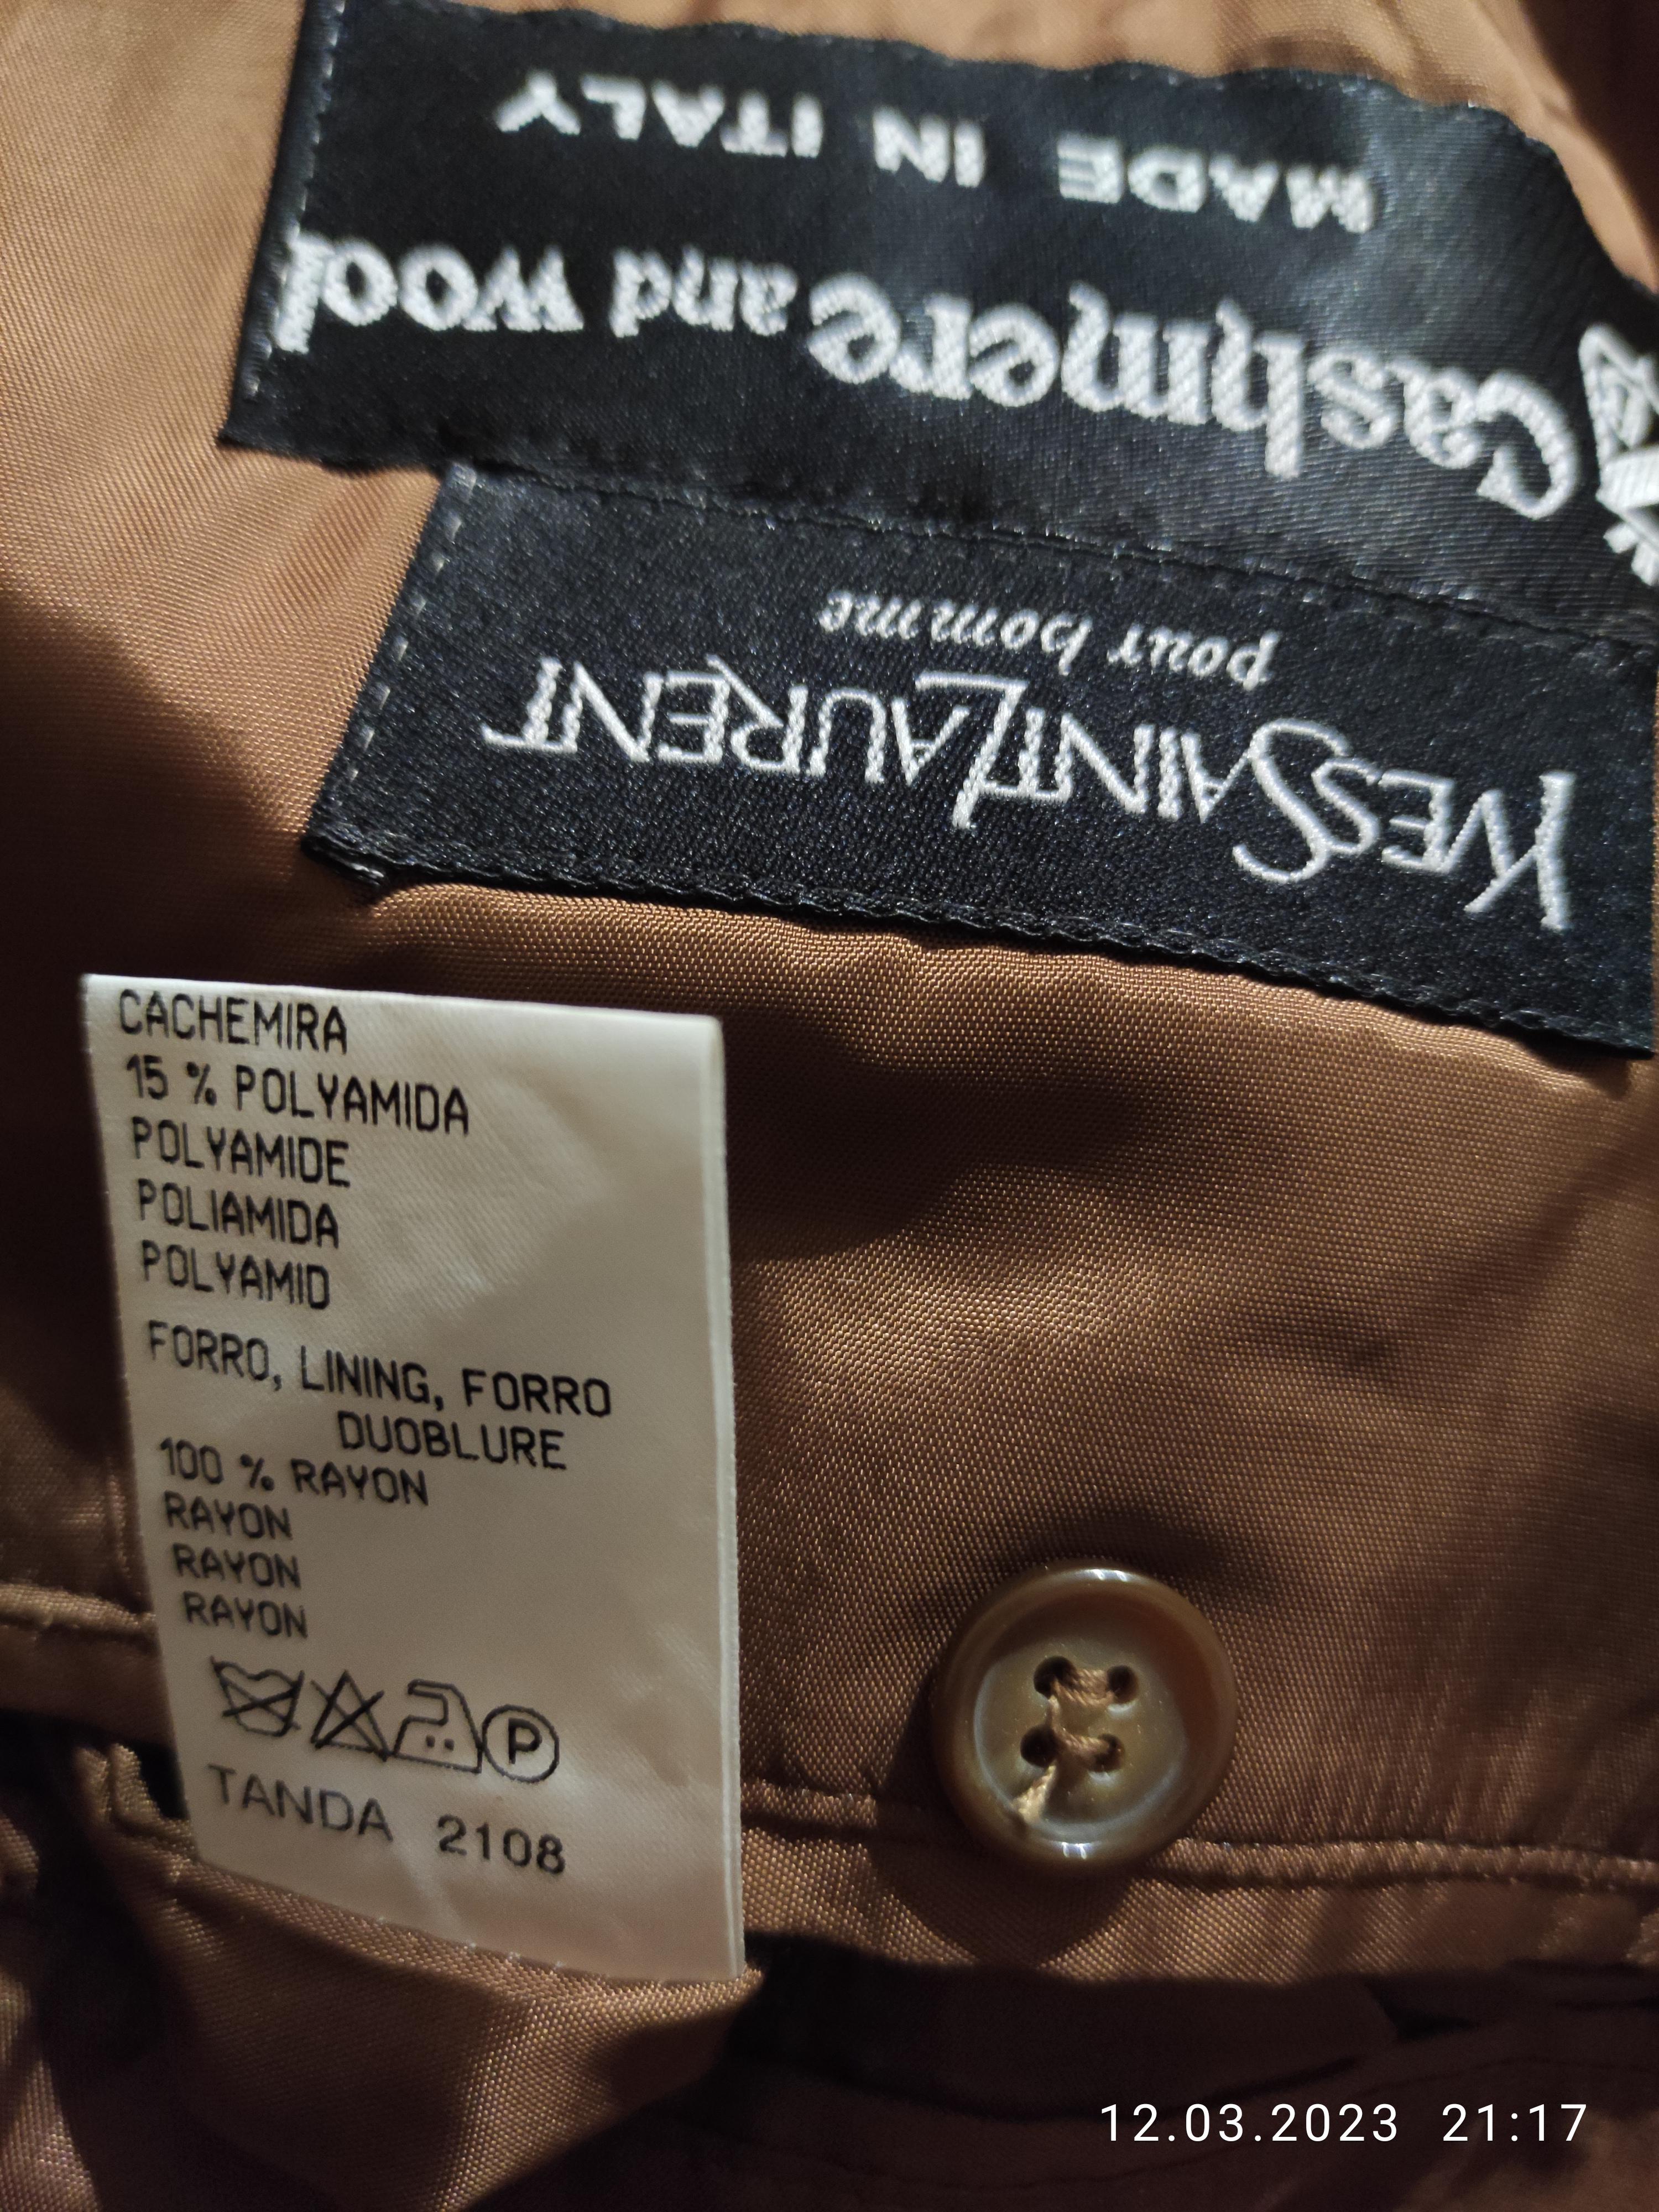 Cashmere and wool
MADE IN ITALY
YVESSAINTLAURENT
pour homme
CACHEMIRA
15 % POLYAMIDA
POLYAMIDE
POLIAMIDA
POLYAMID
FORRO, LINING, FORRO
DUOBLURE
100 % RAYON
RAYON
RAYON
RAYON
P
TANDA 2108
12.03.2023 21:17